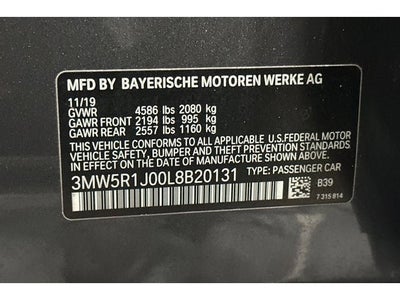 MFD BY BAYERISCHE MOTOREN WERKE AG
11/19
GVWR 4586 lbs 2080 kg
GAWR FRONT 2194 lbs 995 kg
GAWR REAR 2557 lbs 1160 kg
THIS VEHICLE CONFORMS TO ALL APPLICABLE U.S.FEDERAL MOTOR
VEHICLE SAFETY, BUMPER, AND THEFT PREVENTION STANDARDS
IN EFFECT ON THE DATE OF MANUFACTURE SHOWN ABOVE.
3MW5R1J00L8B20131 TYPE: PASSENGER CAR
B39
7 315 814